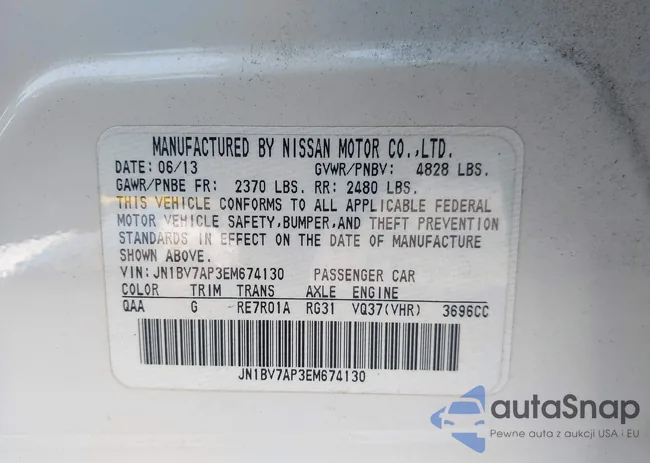 MANUFACTURED BY NISSAN MOTOR CO.,LTD.
DATE: 06/13 GVWR/PNBV: 4828 LBS.
GAWR/PNBE FR: 2370 LBS. RR: 2480 LBS.
THIS VEHICLE CONFORMS TO ALL APPLICABLE FEDERAL
MOTOR VEHICLE SAFETY,BUMPER,AND THEFT PREVENTION
STANDARDS IN EFFECT ON THE DATE OF MANUFACTURE
SHOWN ABOVE.
VIN:JN1BV7AP3EM674130 PASSENGER CAR
COLOR TRIM TRANS AXLE ENGINE
QAA G RE7R01A RG31 VQ37(VHR) 3696CC
JN1BV7AP3EM674130
autaSnap
Pewne auta z aukcji USA i EU